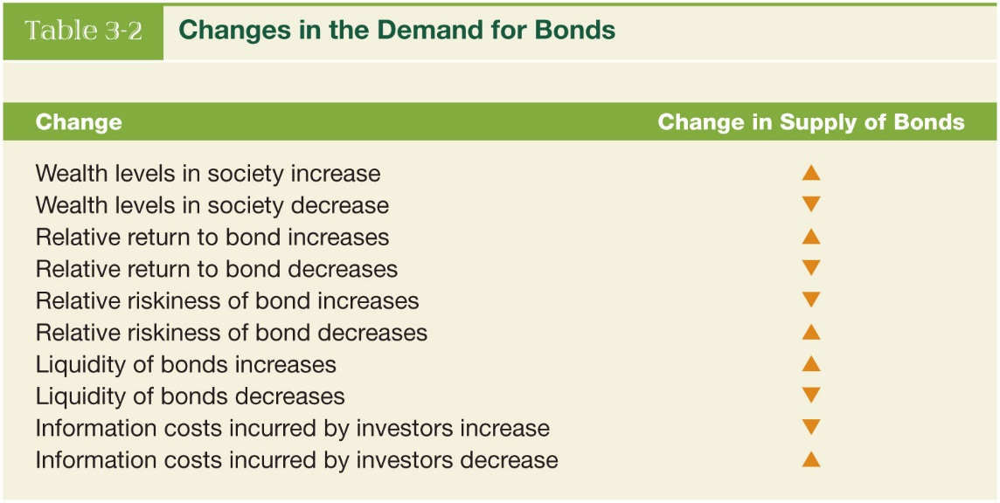 Table 3-2 Changes in the Demand for Bonds
Change Change in Supply of Bonds
Wealth levels in society increase ▲
Wealth levels in society decrease ▼
Relative return to bond increases ▲
Relative return to bond decreases ▼
Relative riskiness of bond increases ▼
Relative riskiness of bond decreases ▲
Liquidity of bonds increases ▲
Liquidity of bonds decreases ▼
Information costs incurred by investors increase ▼
Information costs incurred by investors decrease ▲